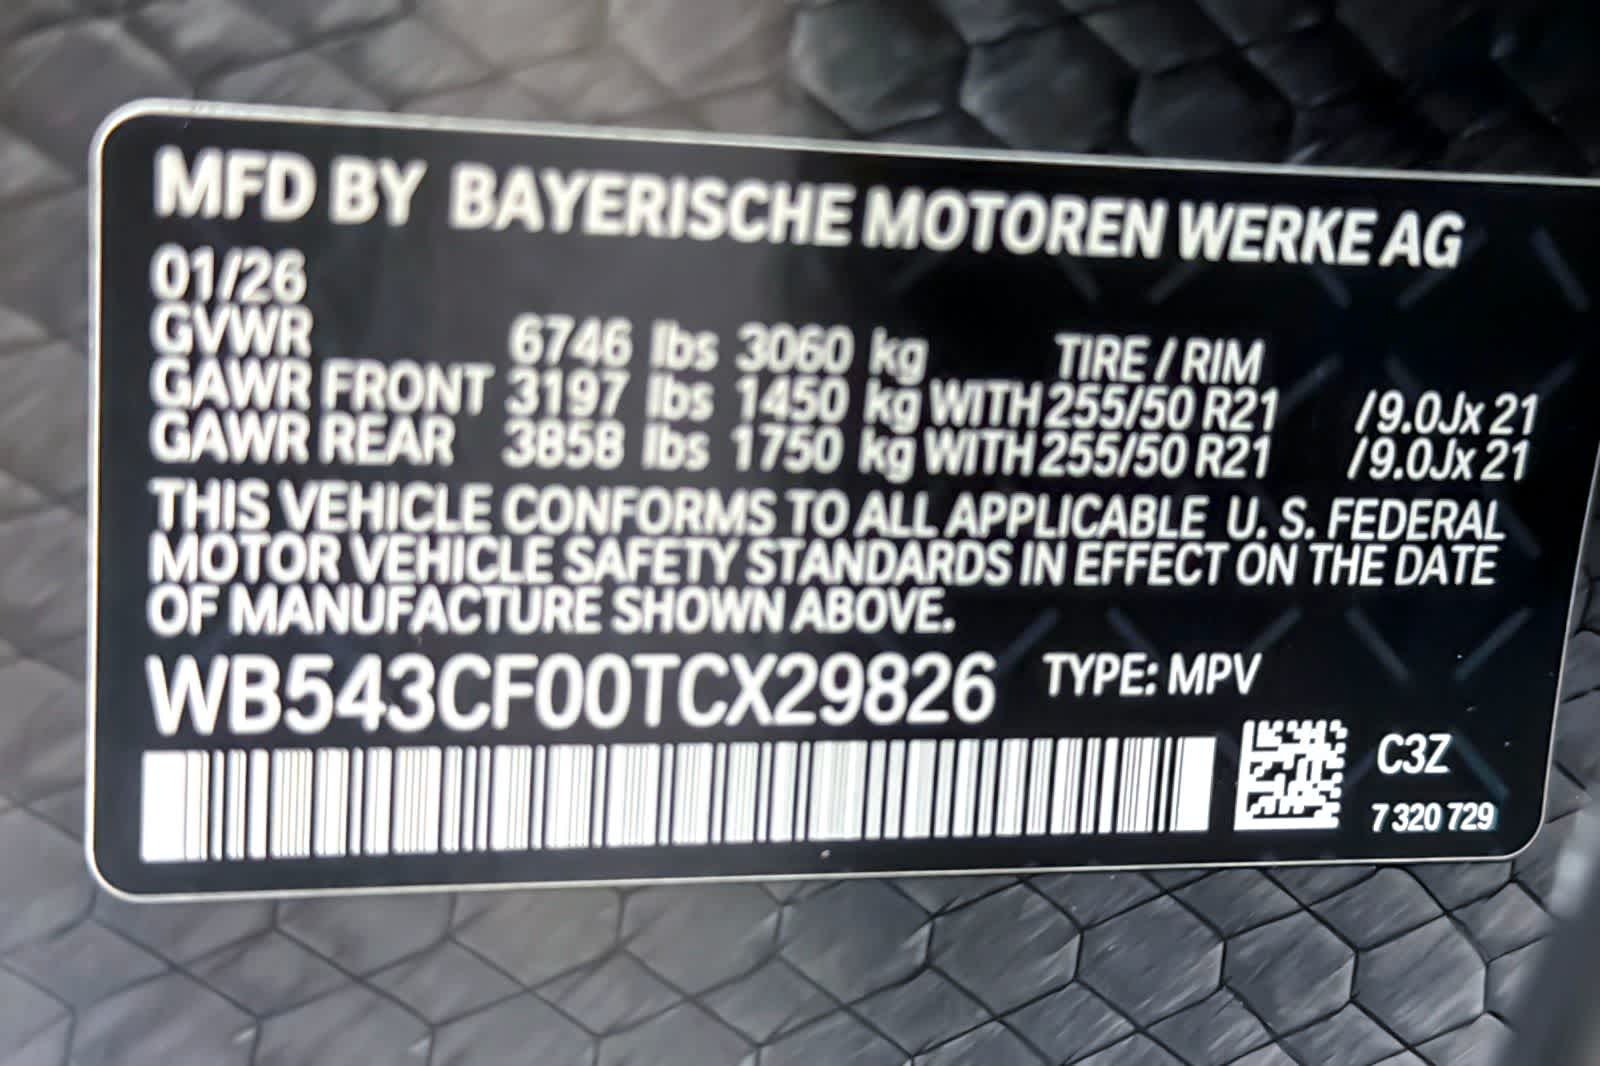 MFD BY BAYERISCHE MOTOREN WERKE AG
01/26
GVWR 6746 lbs 3060 kg TIRE / RIM
GAWR FRONT 3197 lbs 1450 kg WITH 255/50 R21 /9.0Jx 21
GAWR REAR 3858 lbs 1750 kg WITH 255/50 R21 /9.0Jx 21
THIS VEHICLE CONFORMS TO ALL APPLICABLE U. S. FEDERAL
MOTOR VEHICLE SAFETY STANDARDS IN EFFECT ON THE DATE
OF MANUFACTURE SHOWN ABOVE.
WB543CF00TCX29826 TYPE: MPV
C3Z
7 320 729